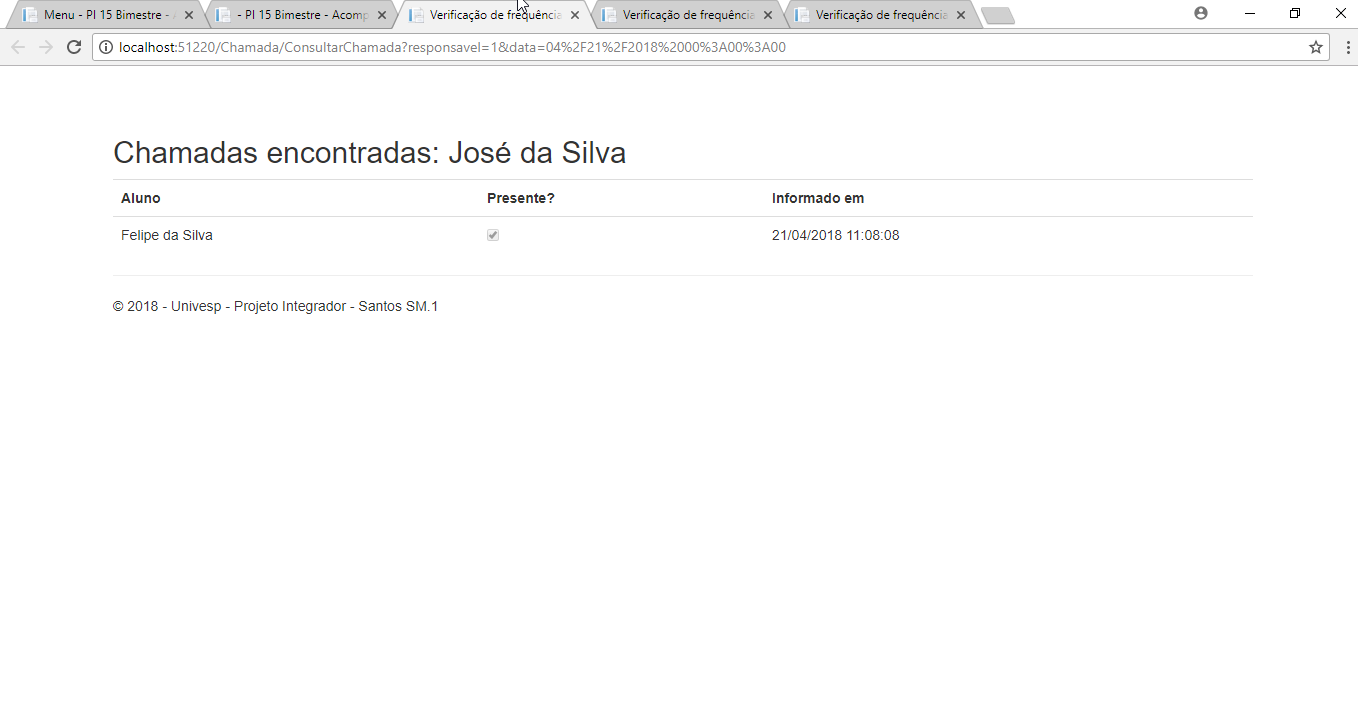 Menu - PI 15 Bimestre - A
- PI 15 Bimestre - Acomp
Verificação de frequência
Verificação de frequência
Verificação de frequência
localhost:51220/Chamada/ConsultarChamada?responsavel=1&data=04%2F21%2F2018%2000%3A00%3A00
Chamadas encontradas: José da Silva
Aluno Presente? Informado em
Felipe da Silva 21/04/2018 11:08:08
© 2018 - Univesp - Projeto Integrador - Santos SM.1